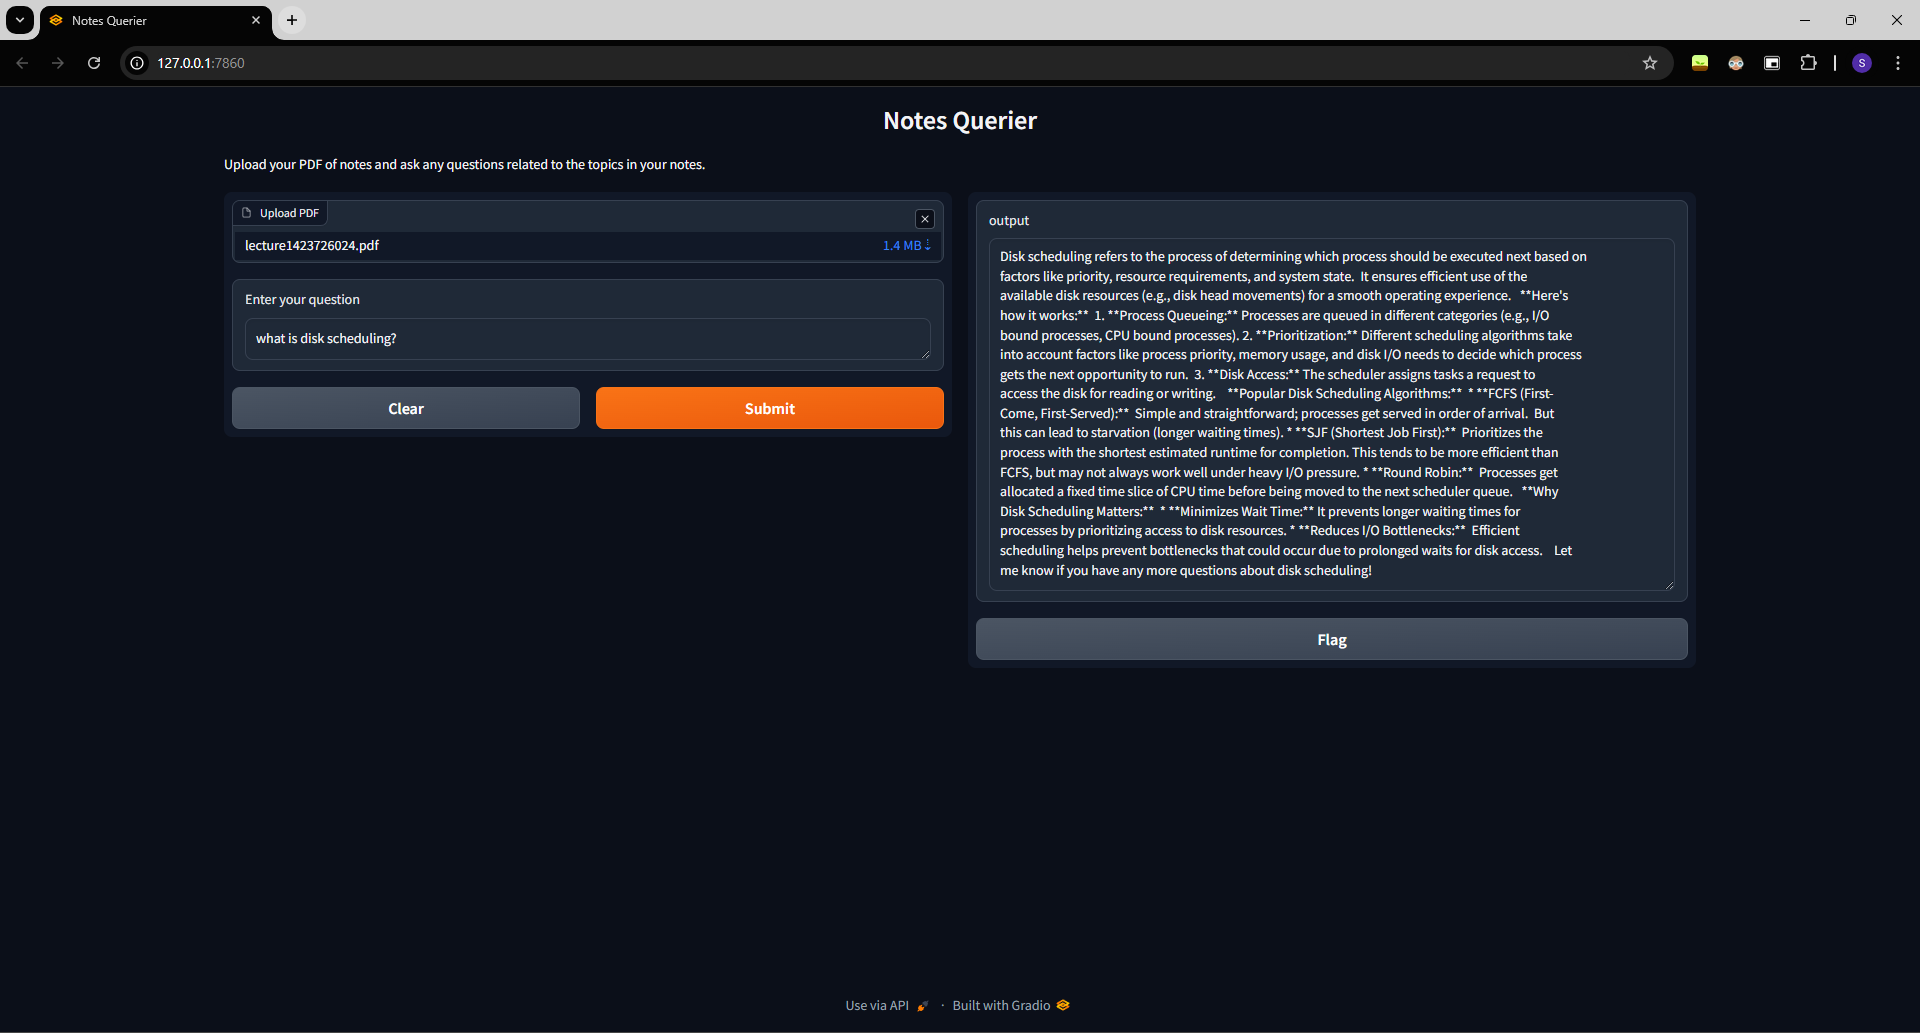 Notes Querier
127.0.0.1:7860
S
Notes Querier
Upload your PDF of notes and ask any questions related to the topics in your notes.
Upload PDF
lecture1423726024.pdf 1.4 MB ⇣
Enter your question
what is disk scheduling?
Clear Submit
output
Disk scheduling refers to the process of determining which process should be executed next based on
factors like priority, resource requirements, and system state.  It ensures efficient use of the
available disk resources (e.g., disk head movements) for a smooth operating experience.   **Here's
how it works:**  1. **Process Queueing:** Processes are queued in different categories (e.g., I/O
bound processes, CPU bound processes). 2. **Prioritization:** Different scheduling algorithms take
into account factors like process priority, memory usage, and disk I/O needs to decide which process
gets the next opportunity to run.  3. **Disk Access:** The scheduler assigns tasks a request to
access the disk for reading or writing.    **Popular Disk Scheduling Algorithms:**  * **FCFS (First-
Come, First-Served):**  Simple and straightforward; processes get served in order of arrival.  But
this can lead to starvation (longer waiting times). * **SJF (Shortest Job First):**  Prioritizes the
process with the shortest estimated runtime for completion. This tends to be more efficient than
FCFS, but may not always work well under heavy I/O pressure. * **Round Robin:**  Processes get
allocated a fixed time slice of CPU time before being moved to the next scheduler queue.   **Why
Disk Scheduling Matters:**  * **Minimizes Wait Time:** It prevents longer waiting times for
processes by prioritizing access to disk resources. * **Reduces I/O Bottlenecks:**  Efficient
scheduling helps prevent bottlenecks that could occur due to prolonged waits for disk access.    Let
me know if you have any more questions about disk scheduling!
Flag
Use via API · Built with Gradio